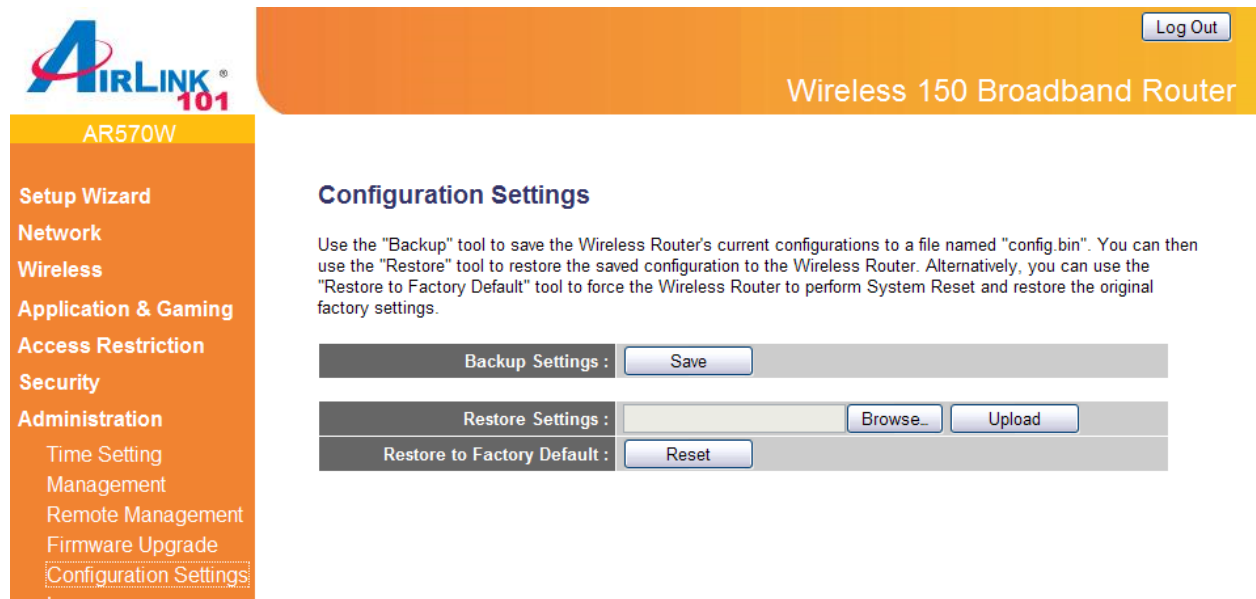 Log Out
AIRLINK®
101
Wireless 150 Broadband Router
AR570W
Setup Wizard
Network
Wireless
Application & Gaming
Access Restriction
Security
Administration
Time Setting
Management
Remote Management
Firmware Upgrade
Configuration Settings
Configuration Settings
Use the "Backup" tool to save the Wireless Router's current configurations to a file named "config.bin". You can then
use the "Restore" tool to restore the saved configuration to the Wireless Router. Alternatively, you can use the
"Restore to Factory Default" tool to force the Wireless Router to perform System Reset and restore the original
factory settings.
Backup Settings : Save
Restore Settings : Browse... Upload
Restore to Factory Default : Reset